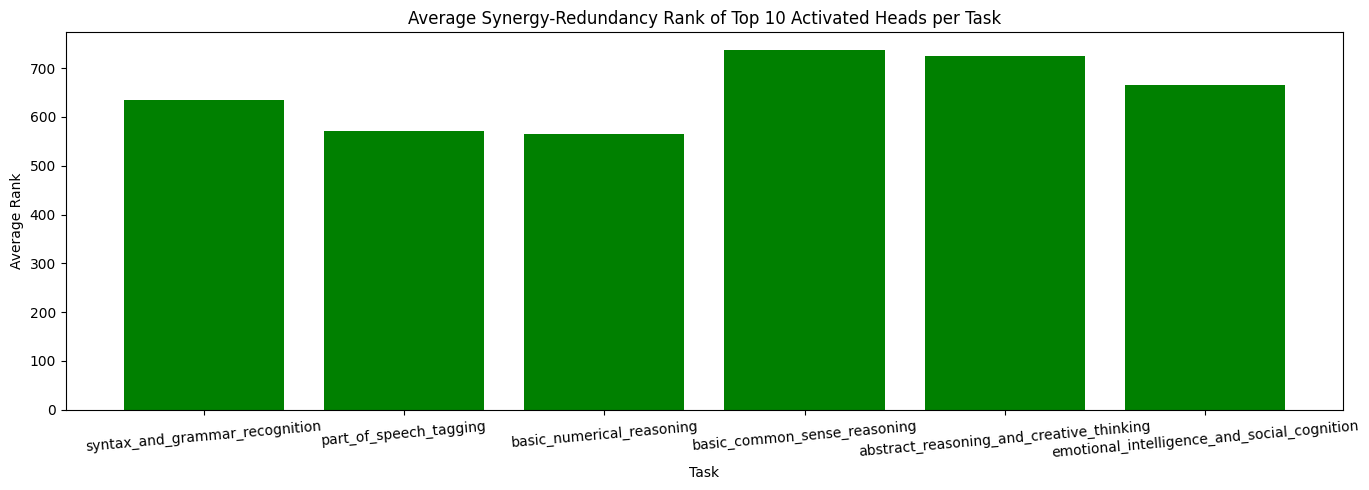 Average Synergy-Redundancy Rank of Top 10 Activated Heads per Task
Average Rank
700
600
500
400
300
200
100
0
syntax_and_grammar_recognition
part_of_speech_tagging
basic_numerical_reasoning
basic_common_sense_reasoning
abstract_reasoning_and_creative_thinking
emotional_intelligence_and_social_cognition
Task